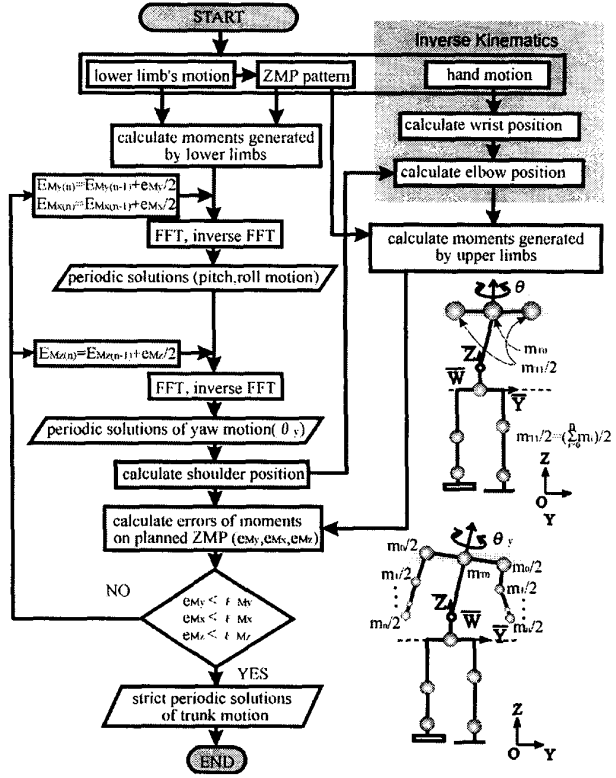 START
Inverse Kinematics
lower limb's motion
ZMP pattern
hand motion
calculate moments generated
by lower limbs
calculate wrist position
calculate elbow position
EMy(n)=EMy(n-1)+eMy/2
EMx(n)=EMx(n-1)+eMx/2
FFT, inverse FFT
calculate moments generated
by upper limbs
periodic solutions (pitch,roll motion)
θ
mT0
mT1/2
Z
W
Y
EMz(n)=EMz(n-1)+eMz/2
FFT, inverse FFT
periodic solutions of yaw motion(θy)
calculate shoulder position
Z
O
Y
calculate errors of moments
on planned ZMP (eMy,eMx,eMz)
θy
m0/2
mT0
m0/2
m1/2
m1/2
mn/2
mn/2
Z
W
Y
NO
eMy < εMy
eMx < εMx
eMz < εMz
YES
strict periodic solutions
of trunk motion
Z
O
Y
END